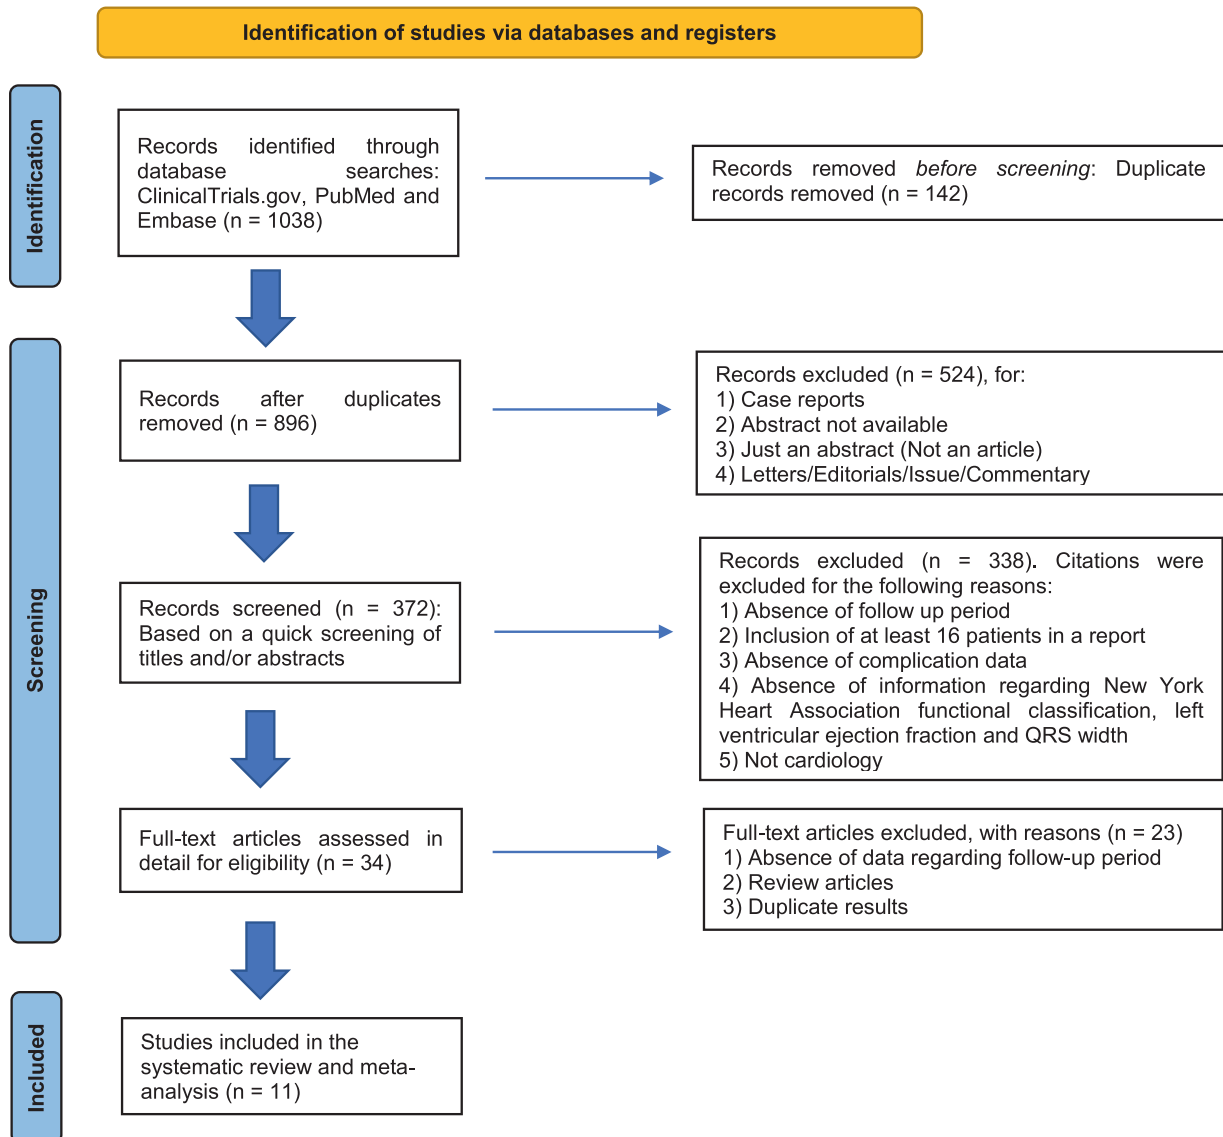 Identification of studies via databases and registers
Identification
Records identified through
database searches:
ClinicalTrials.gov, PubMed and
Embase (n = 1038)
Records removed before screening: Duplicate
records removed (n = 142)
Screening
Records after duplicates
removed (n = 896)
Records excluded (n = 524), for:
1) Case reports
2) Abstract not available
3) Just an abstract (Not an article)
4) Letters/Editorials/Issue/Commentary
Records screened (n = 372):
Based on a quick screening of
titles and/or abstracts
Records excluded (n = 338). Citations were
excluded for the following reasons:
1) Absence of follow up period
2) Inclusion of at least 16 patients in a report
3) Absence of complication data
4) Absence of information regarding New York
Heart Association functional classification, left
ventricular ejection fraction and QRS width
5) Not cardiology
Full-text articles assessed in
detail for eligibility (n = 34)
Full-text articles excluded, with reasons (n = 23)
1) Absence of data regarding follow-up period
2) Review articles
3) Duplicate results
Included
Studies included in the
systematic review and meta-
analysis (n = 11)